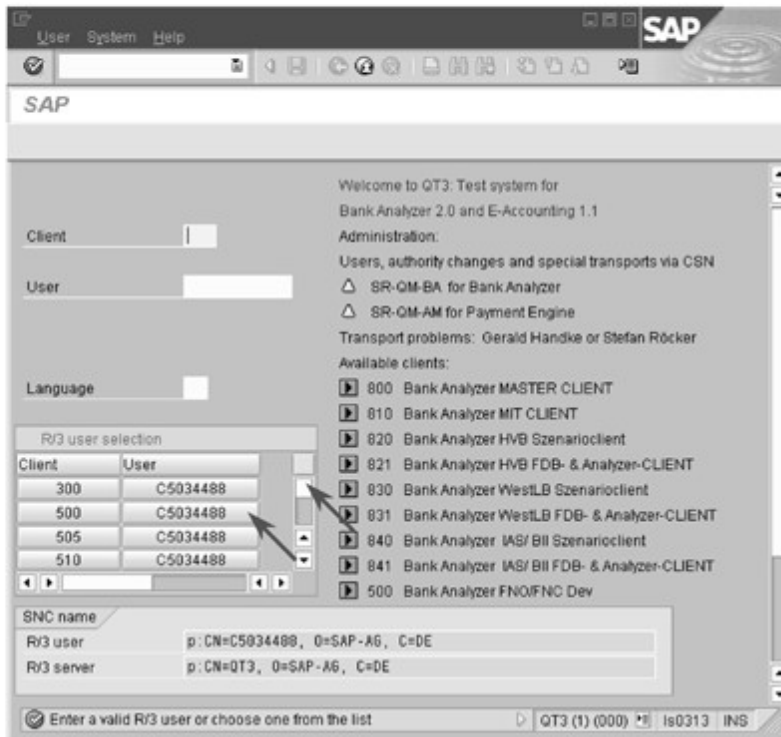 User System Help
SAP
SAP
Welcome to QT3: Test system for
Bank Analyzer 2.0 and E-Accounting 1.1
Client
Administration:
Users, authority changes and special transports via CSN
User
SR-QM-BA for Bank Analyzer
SR-QM-AM for Payment Engine
Transport problems: Gerald Handke or Stefan Röcker
Available clients:
Language
800 Bank Analyzer MASTER CLIENT
810 Bank Analyzer MIT CLIENT
820 Bank Analyzer HVB Szenarioclient
821 Bank Analyzer HVB FDB- & Analyzer-CLIENT
830 Bank Analyzer WestLB Szenarioclient
831 Bank Analyzer WestLB FDB- & Analyzer-CLIENT
840 Bank Analyzer IAS/ BII Szenarioclient
841 Bank Analyzer IAS/ BII FDB- & Analyzer-CLIENT
500 Bank Analyzer FNO/FNC Dev
R/3 user selection
Client User
300 C5034488
500 C5034488
505 C5034488
510 C5034488
SNC name
R/3 user p:CN=C5034488, O=SAP-AG, C=DE
R/3 server p:CN=QT3, O=SAP-AG, C=DE
Enter a valid R/3 user or choose one from the list QT3 (1) (000) ls0313 INS